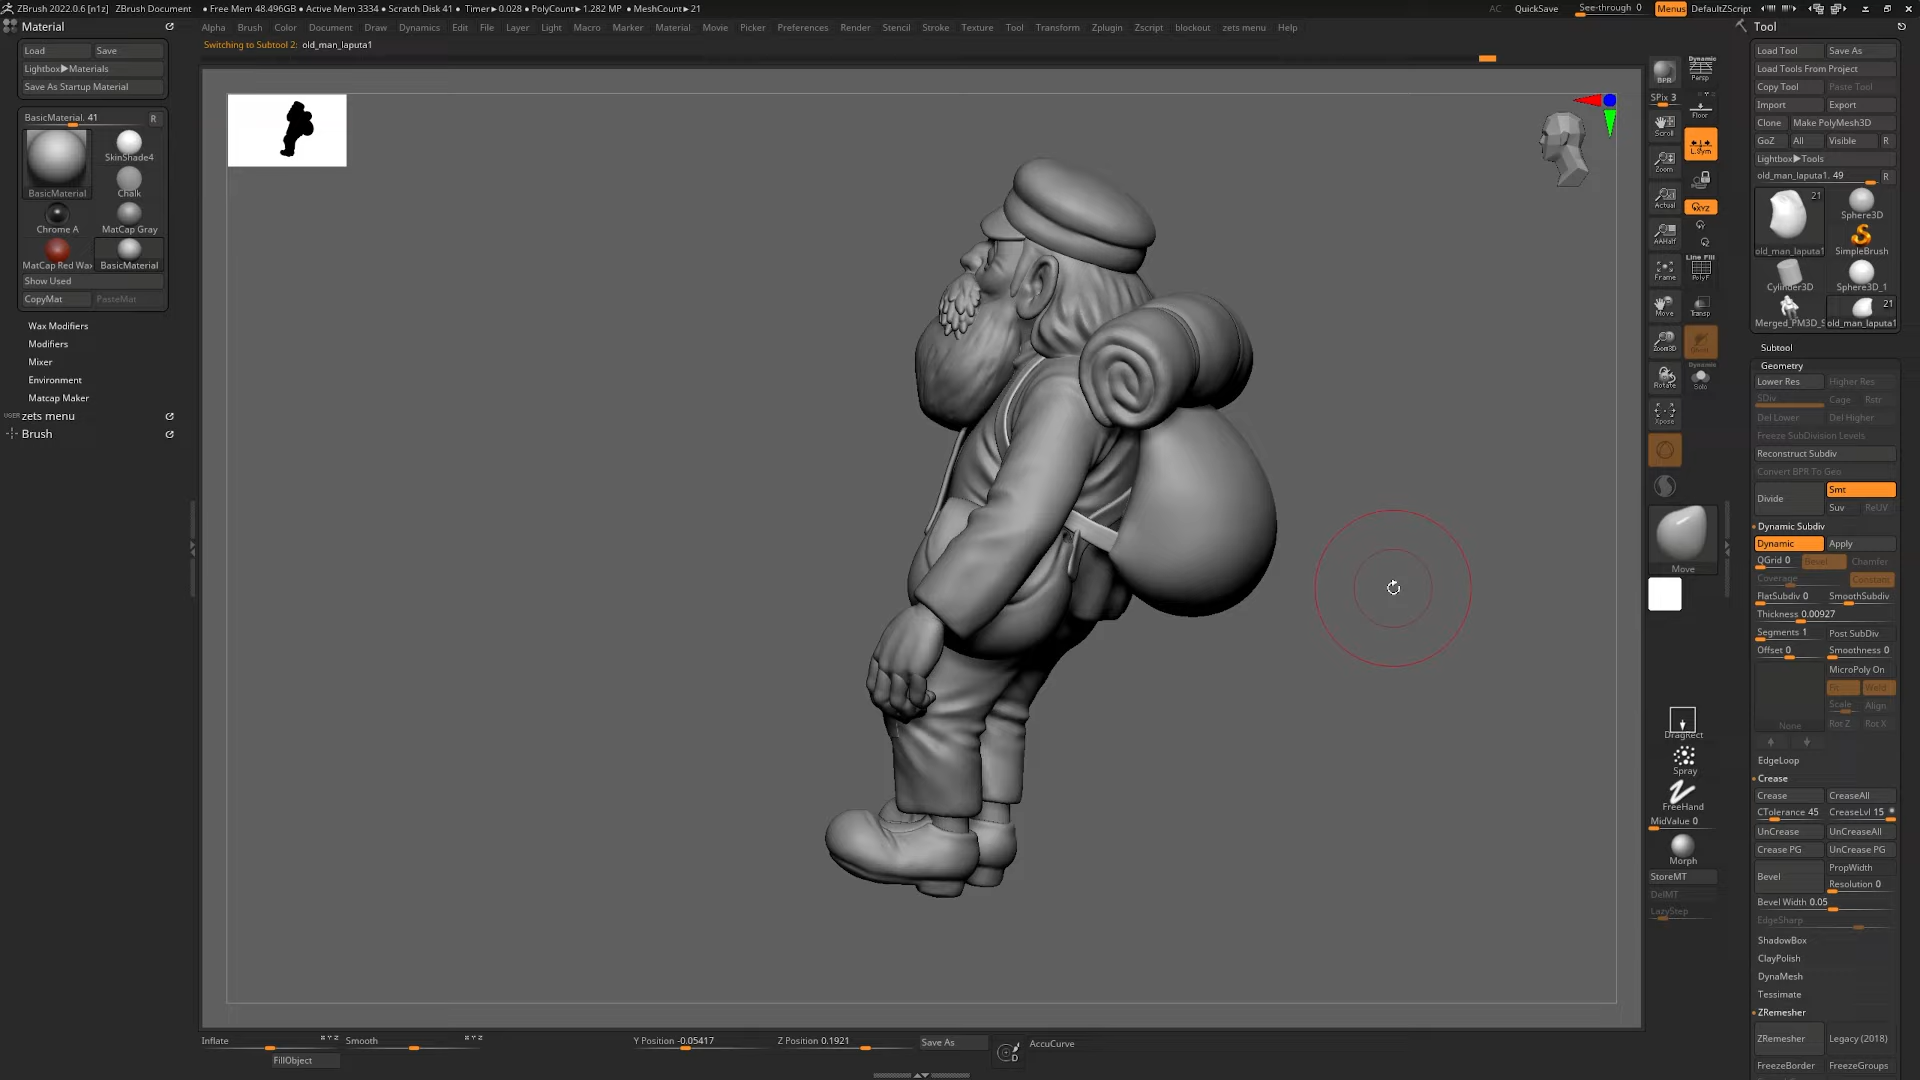 ZBrush 2022.0.6 [n1z]
ZBrush Document
• Free Mem 48.496GB • Active Mem 3334 • Scratch Disk 41 •
Timer▶0.028 • PolyCount▶1.282 MP • MeshCount▶21
AC
QuickSave
See-through 0
Menus
DefaultZScript
Material
Alpha
Brush
Color
Document
Draw
Dynamics
Edit
File
Layer
Light
Macro
Marker
Material
Movie
Picker
Preferences
Render
Stencil
Stroke
Texture
Tool
Transform
Zplugin
Zscript
blockout
zets menu
Help
Switching to Subtool 2: old_man_laputa1
Load
Save
Lightbox▶Materials
Save As Startup Material
BasicMaterial. 41
R
BasicMaterial
SkinShade4
Chalk
Chrome A
MatCap Gray
MatCap Red Wax
BasicMaterial
Show Used
CopyMat
PasteMat
Wax Modifiers
Modifiers
Mixer
Environment
Matcap Maker
zets menu
Brush
BPR
SPix 3
Scroll
Zoom
Actual
AAHalf
Frame
Move
Zoom3D
Rotate
Xpose
Dynamic
Persp
Floor
L.Sym
XYZ
Line Fill
PolyF
Transp
Ghost
Dynamic
Solo
Move
DragRect
Spray
FreeHand
MidValue 0
Morph
StoreMT
DelMT
LazyStep
Tool
Load Tool
Save As
Load Tools From Project
Copy Tool
Paste Tool
Import
Export
Clone
Make PolyMesh3D
GoZ
All
Visible
R
Lightbox▶Tools
old_man_laputa1. 49
R
21
old_man_laputa1
Sphere3D
SimpleBrush
Cylinder3D
Sphere3D_1
21
Merged_PM3D_S
old_man_laputa1
Subtool
Geometry
Lower Res
Higher Res
SDiv
Cage
Rstr
Del Lower
Del Higher
Freeze SubDivision Levels
Reconstruct Subdiv
Convert BPR To Geo
Divide
Smt
Suv
ReUV
Dynamic Subdiv
Dynamic
Apply
QGrid 0
Bevel
Chamfer
Coverage
Constant
FlatSubdiv 0
SmoothSubdiv
Thickness 0.00927
Segments 1
Post SubDiv
Offset 0
Smoothness 0
MicroPoly On
Fit
Weld
Scale
Align
None
Rot Z
Rot X
EdgeLoop
Crease
Crease
CreaseAll
CTolerance 45
CreaseLvl 15
UnCrease
UnCreaseAll
Crease PG
UnCrease PG
Bevel
PropWidth
Resolution 0
Bevel Width 0.05
EdgeSharp
ShadowBox
ClayPolish
DynaMesh
Tessimate
ZRemesher
ZRemesher
Legacy (2018)
FreezeBorder
FreezeGroups
Inflate
x y z
Smooth
x y z
Y Position -0.05417
Z Position 0.1921
Save As
D
AccuCurve
FillObject